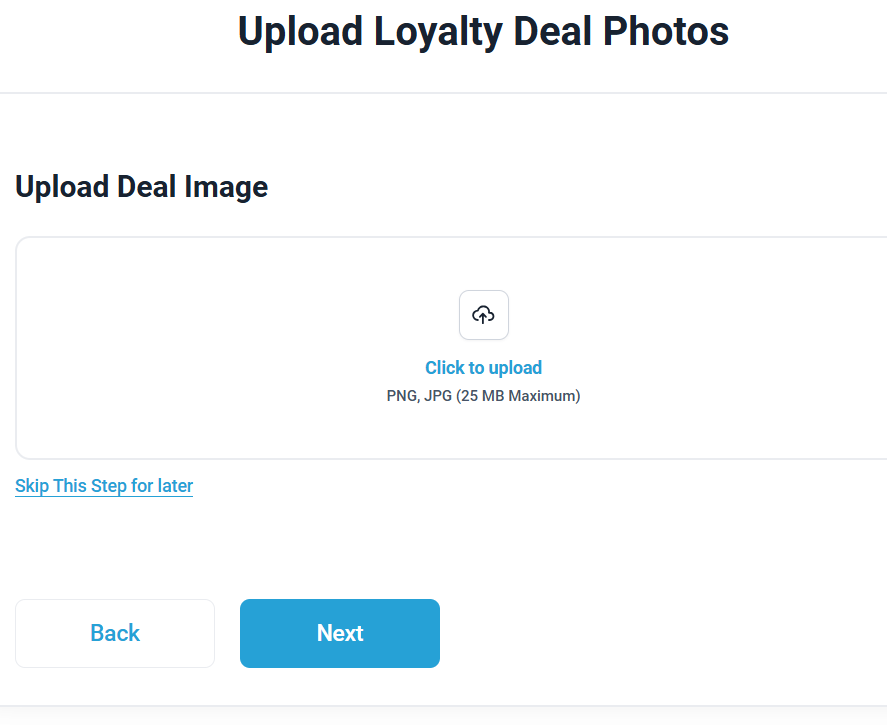 Upload Loyalty Deal Photos
Upload Deal Image
Click to upload
PNG, JPG (25 MB Maximum)
Skip This Step for later
Back
Next